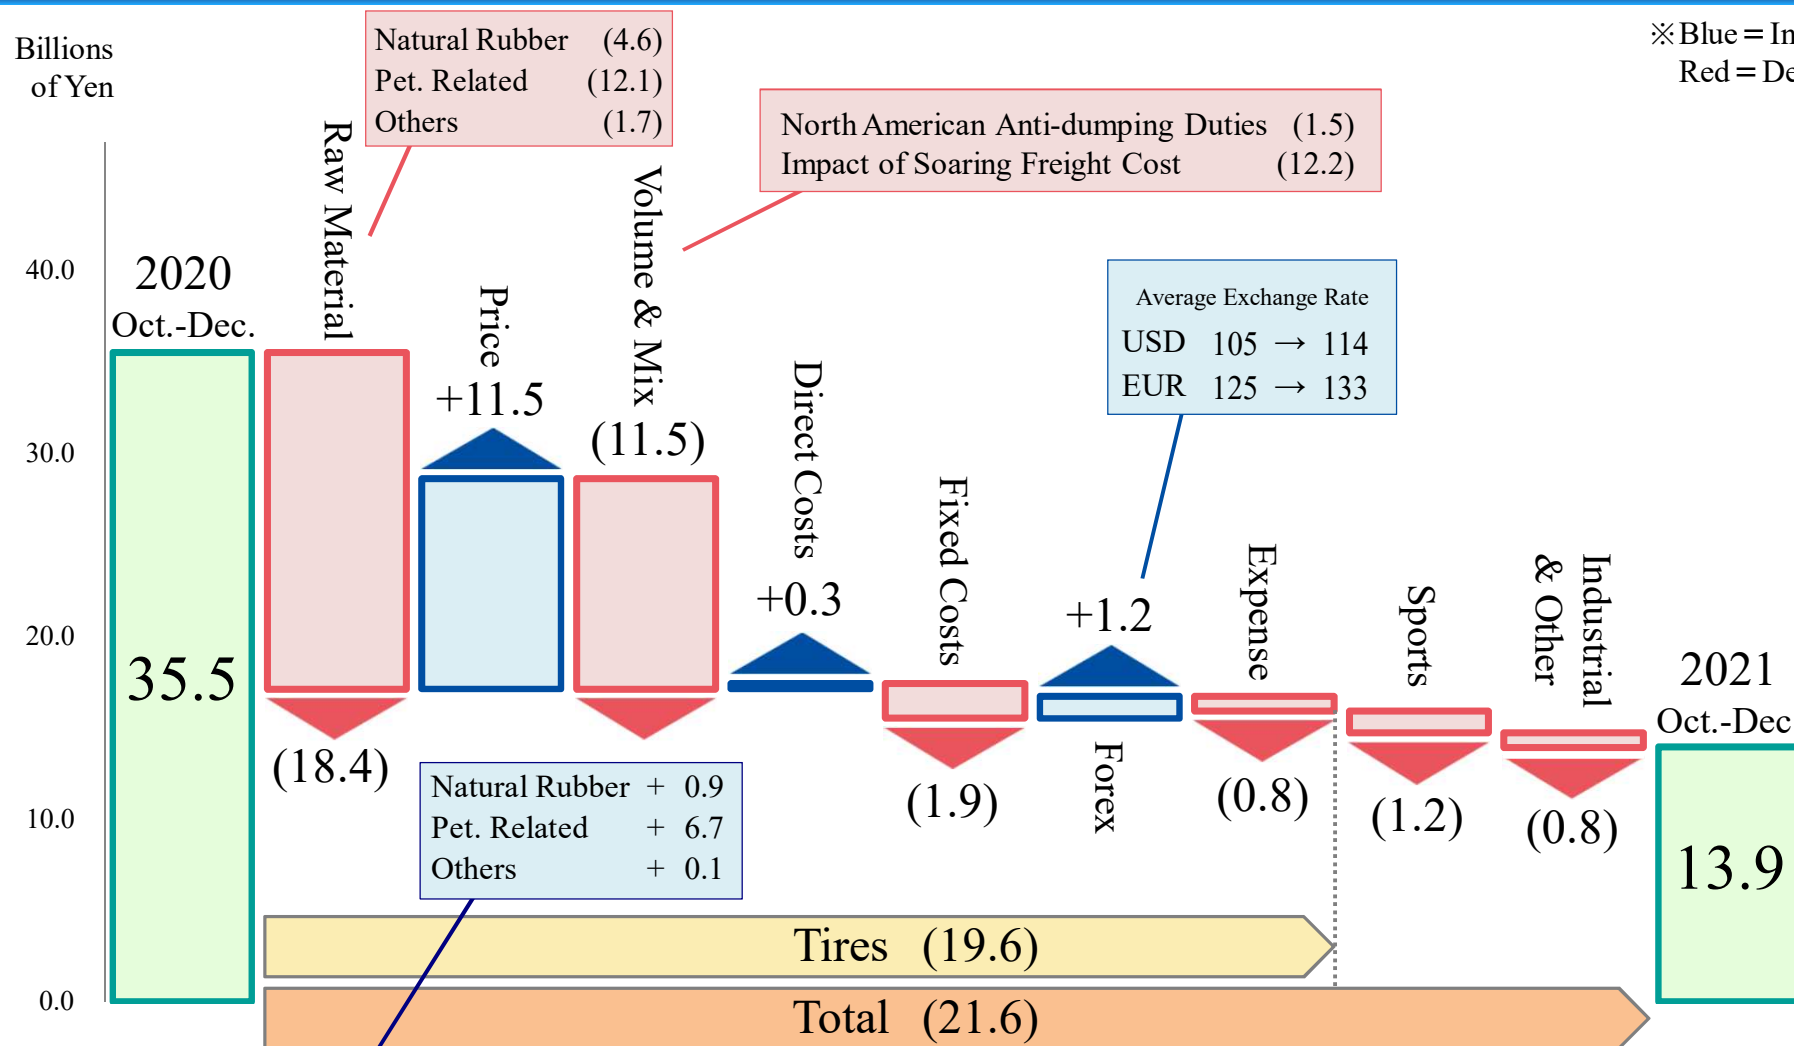 Billions
of Yen
※Blue＝In
Red＝De
Natural Rubber (4.6)
Pet. Related (12.1)
Others (1.7)
North American Anti-dumping Duties (1.5)
Impact of Soaring Freight Cost (12.2)
Average Exchange Rate
USD 105 → 114
EUR 125 → 133
40.0
30.0
20.0
10.0
0.0
2020
Oct.-Dec.
35.5
Raw Material
(18.4)
Price
+11.5
Volume & Mix
(11.5)
Direct Costs
+0.3
Fixed Costs
(1.9)
+1.2
Forex
Expense
(0.8)
Sports
(1.2)
Industrial
& Other
(0.8)
2021
Oct.-Dec
13.9
Natural Rubber + 0.9
Pet. Related + 6.7
Others + 0.1
Tires (19.6)
Total (21.6)